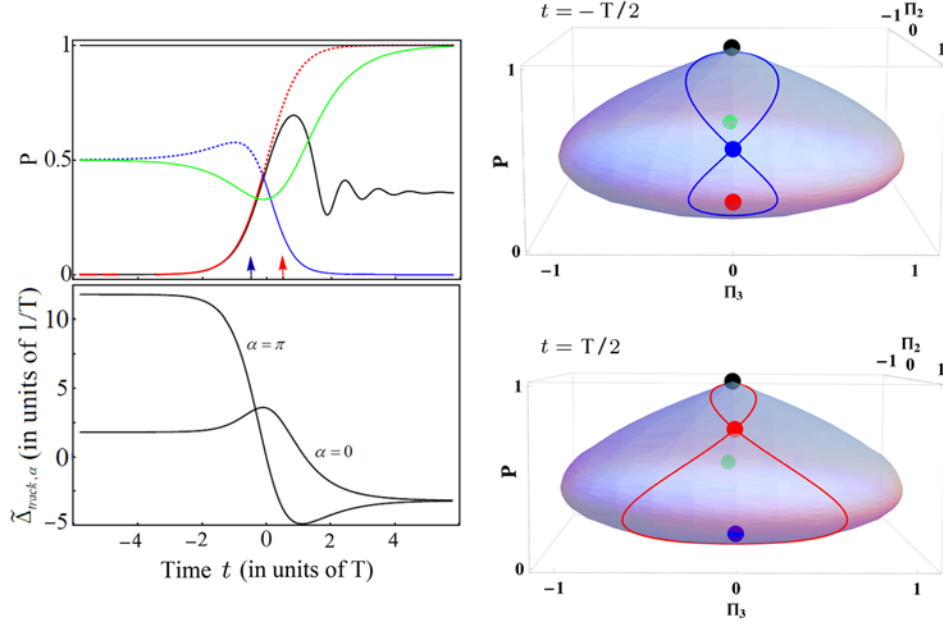 1
P
0.5
0
10
5
0
−5
Δ̃track,α (in units of 1/T)
α = π
α = 0
−4
−2
0
2
4
Time t (in units of T)
t = − T/2
−1
Π2
0
1
1
P
0
−1
0
1
Π3
t = T/2
−1
Π2
0
1
1
P
0
−1
0
1
Π3